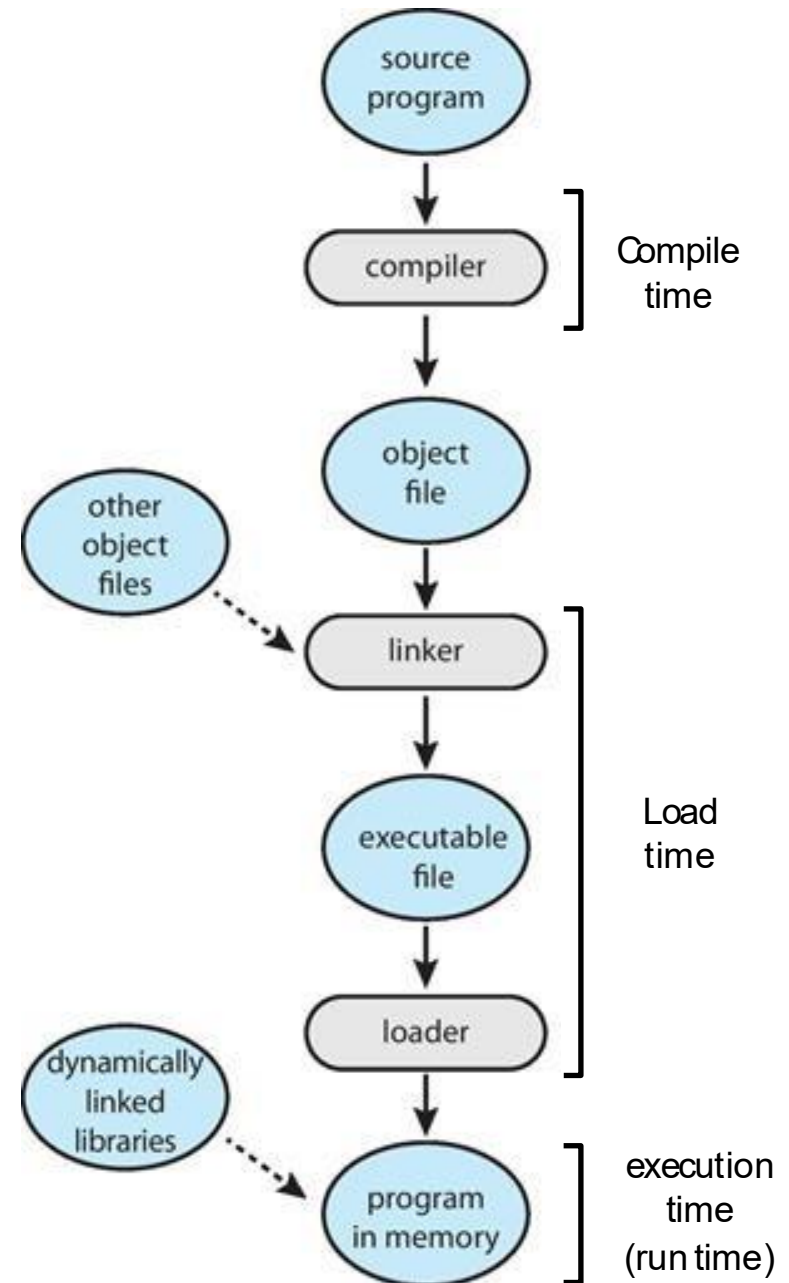 source
program
compiler
Compile
time
object
file
other
object
files
linker
executable
file
Load
time
loader
dynamically
linked
libraries
program
in memory
execution
time
(run time)